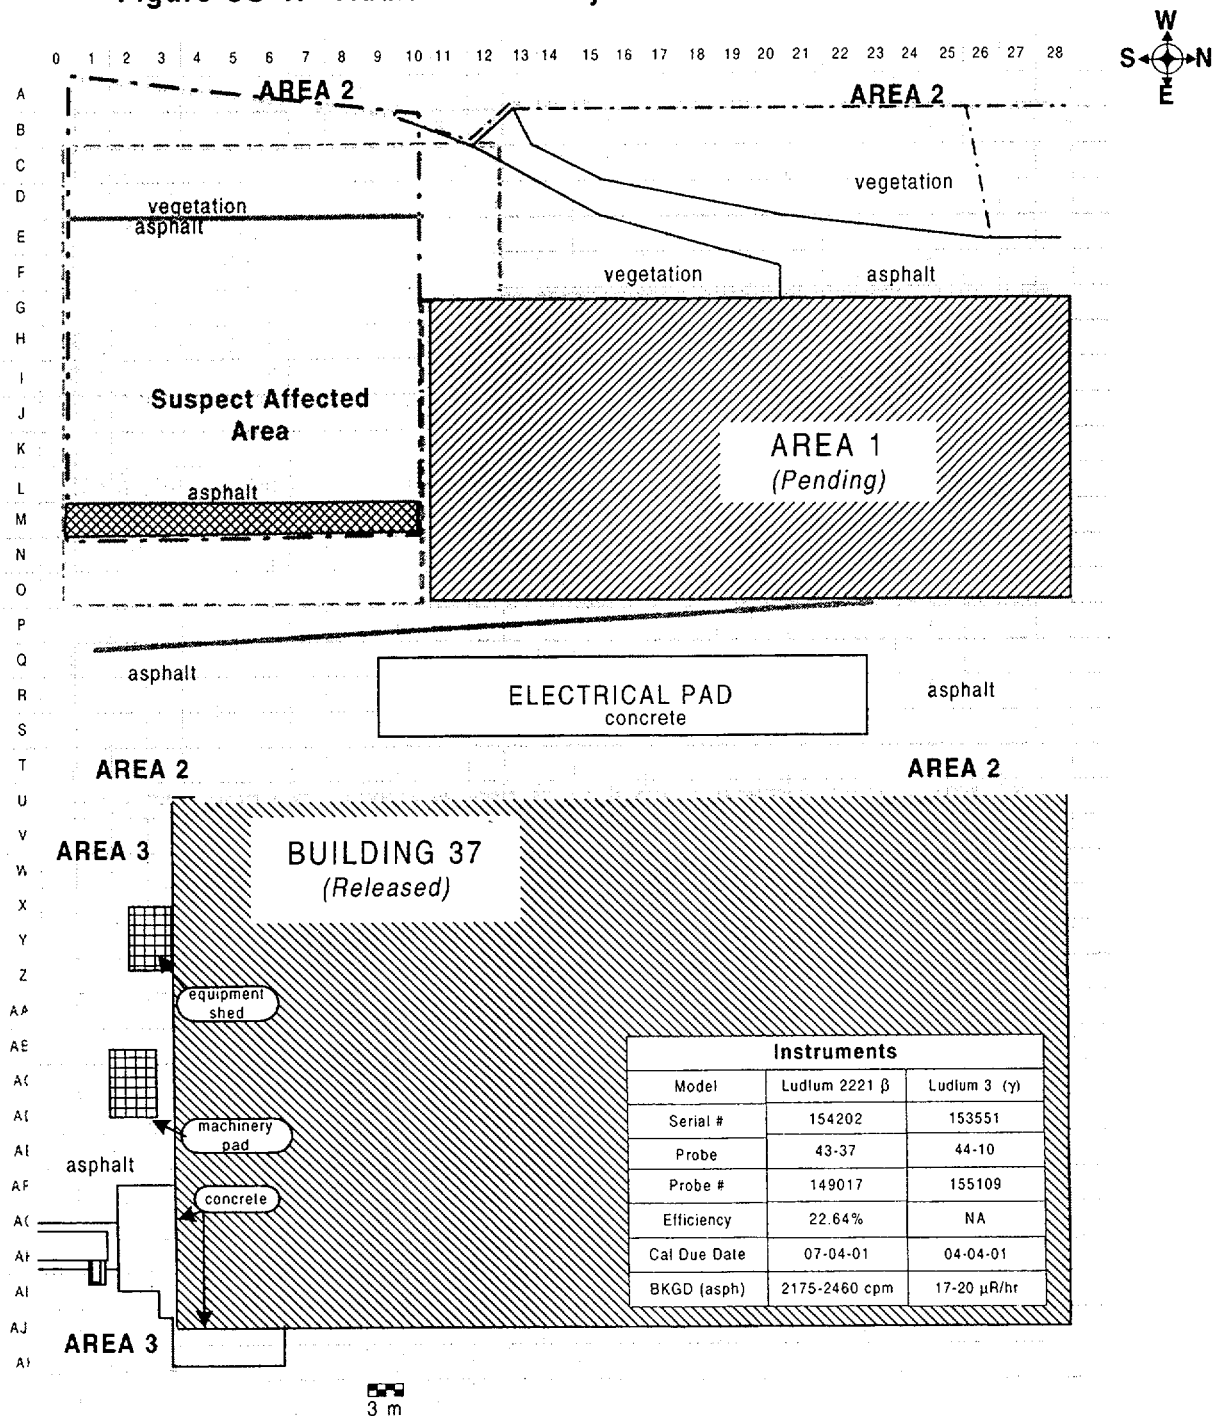 W
S N
E
0 1 2 3 4 5 6 7 8 9 10 11 12 13 14 15 16 17 18 19 20 21 22 23 24 25 26 27 28
A
AREA 2
AREA 2
B
C
D
vegetation
vegetation
asphalt
E
F
vegetation
asphalt
G
H
I
Suspect Affected
Area
J
K
AREA 1
(Pending)
L
asphalt
M
N
O
P
Q
asphalt
R
ELECTRICAL PAD
concrete
asphalt
S
T
AREA 2
AREA 2
U
V
AREA 3
BUILDING 37
(Released)
W
X
Y
Z
equipment
shed
AA
machinery
pad
asphalt
concrete
AJ
AREA 3
Instruments
Model Ludlum 2221 β Ludlum 3 (γ)
Serial # 154202 153551
Probe 43-37 44-10
Probe # 149017 155109
Efficiency 22.64% NA
Cal Due Date 07-04-01 04-04-01
BKGD (asph) 2175-2460 cpm 17-20 μR/hr
3 m